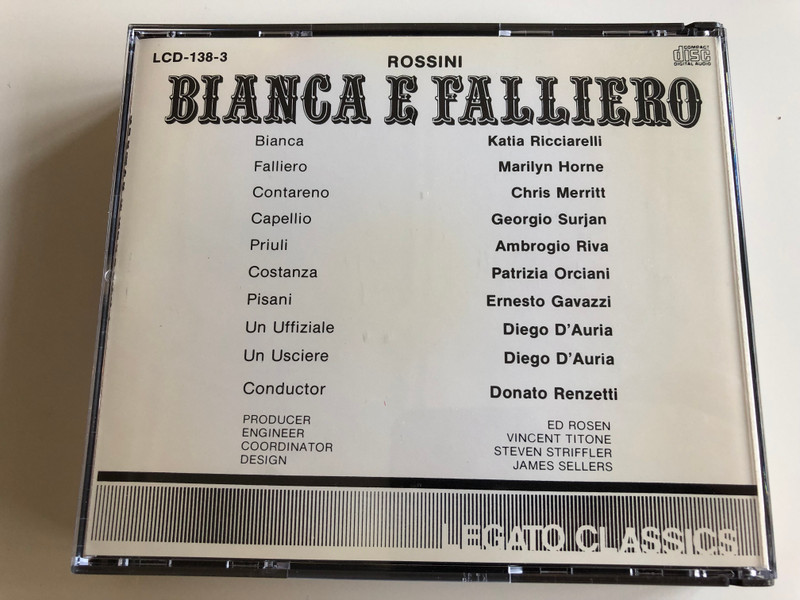 LCD-138-3
ROSSINI
COMPACT
disc
DIGITAL AUDIO
BIANCA E FALLIERO
Bianca Katia Ricciarelli
Falliero Marilyn Horne
Contareno Chris Merritt
Capellio Georgio Surjan
Priuli Ambrogio Riva
Costanza Patrizia Orciani
Pisani Ernesto Gavazzi
Un Uffiziale Diego D'Auria
Un Usciere Diego D'Auria
Conductor Donato Renzetti
PRODUCER ED ROSEN
ENGINEER VINCENT TITONE
COORDINATOR STEVEN STRIFFLER
DESIGN JAMES SELLERS
LEGATO CLASSICS